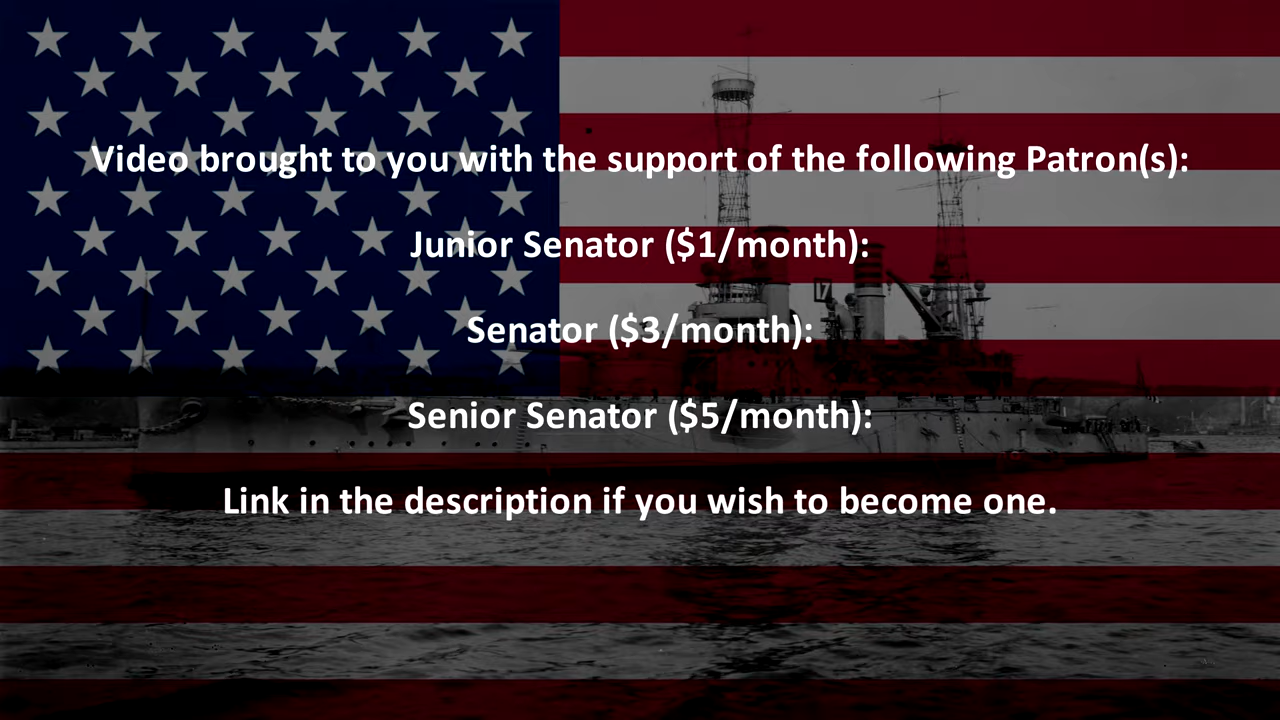 Video brought to you with the support of the following Patron(s):
Junior Senator ($1/month):
17
Senator ($3/month):
Senior Senator ($5/month):
Link in the description if you wish to become one.